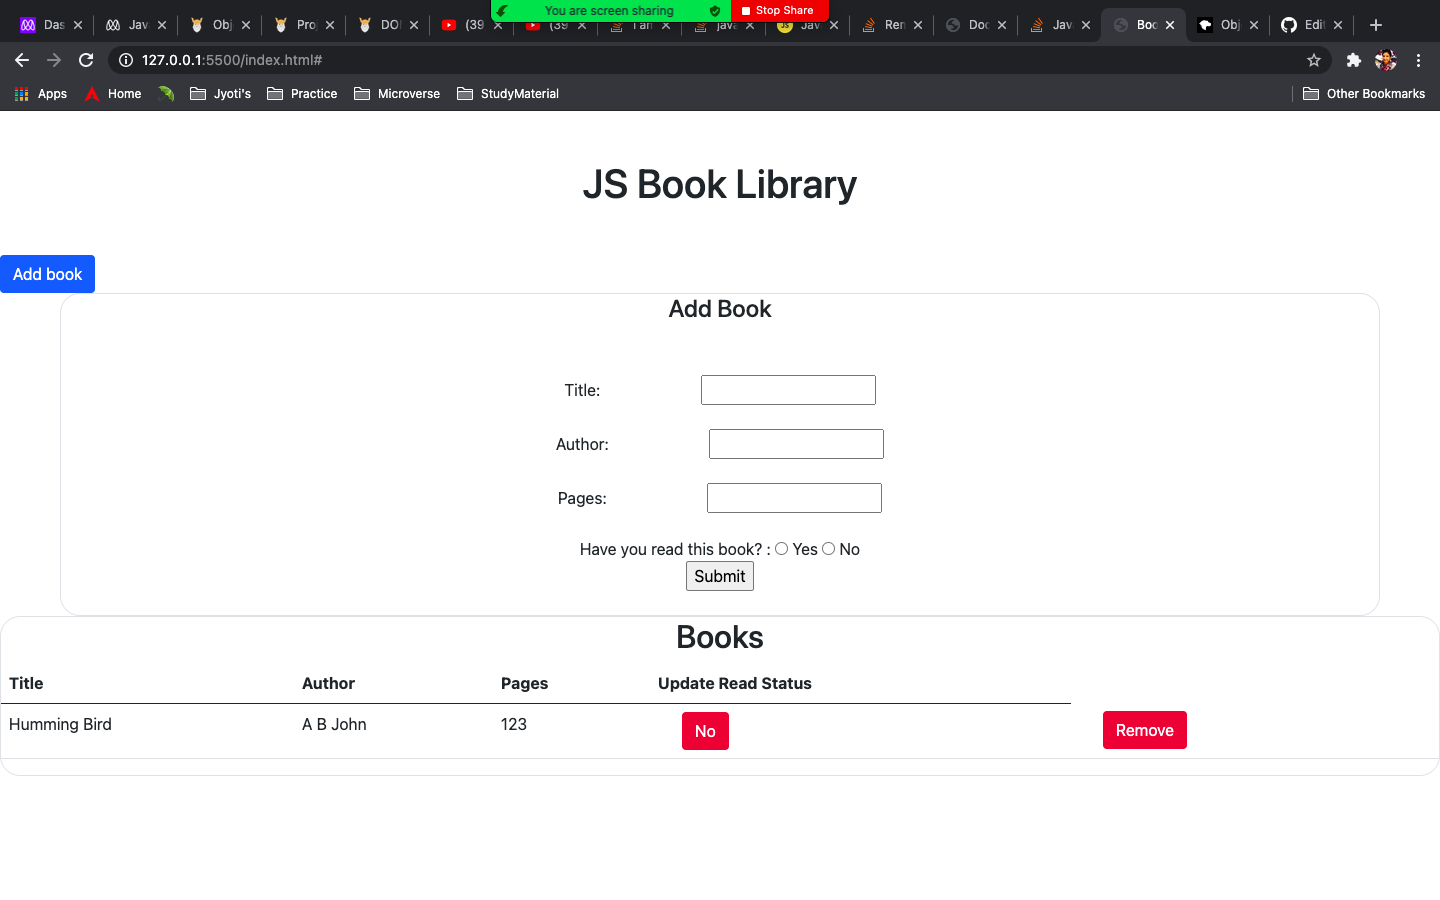 Das Jav Obj Proj DO (39 (39 I am java Jav Ren Doc Jav Boo Obj Edit
You are screen sharing Stop Share
127.0.0.1:5500/index.html#
Apps Home Jyoti's Practice Microverse StudyMaterial Other Bookmarks
JS Book Library
Add book
Add Book
Title:
Author:
Pages:
Have you read this book? : Yes No
Submit
Books
Title Author Pages Update Read Status
Humming Bird A B John 123 No Remove